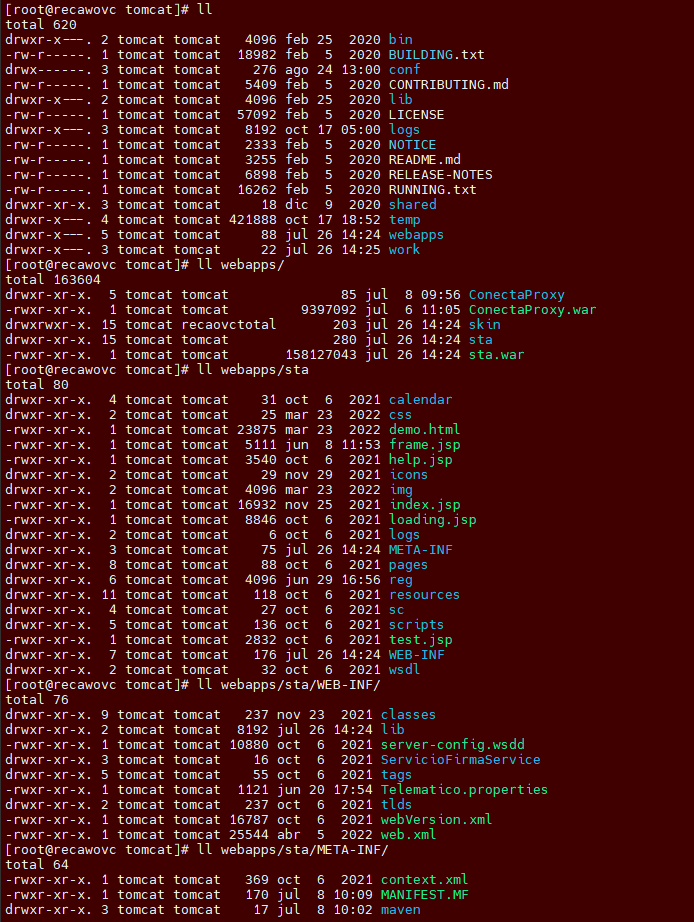 [root@recawovc tomcat]# ll
total 620
drwxr-x---. 2 tomcat tomcat   4096 feb 25  2020 bin
-rw-r-----. 1 tomcat tomcat  18982 feb  5  2020 BUILDING.txt
drwx------. 3 tomcat tomcat    276 ago 24 13:00 conf
-rw-r-----. 1 tomcat tomcat   5409 feb  5  2020 CONTRIBUTING.md
drwxr-x---. 2 tomcat tomcat   4096 feb 25  2020 lib
-rw-r-----. 1 tomcat tomcat  57092 feb  5  2020 LICENSE
drwxr-x---. 3 tomcat tomcat   8192 oct 17 05:00 logs
-rw-r-----. 1 tomcat tomcat   2333 feb  5  2020 NOTICE
-rw-r-----. 1 tomcat tomcat   3255 feb  5  2020 README.md
-rw-r-----. 1 tomcat tomcat   6898 feb  5  2020 RELEASE-NOTES
-rw-r-----. 1 tomcat tomcat  16262 feb  5  2020 RUNNING.txt
drwxr-xr-x. 3 tomcat tomcat     18 dic  9  2020 shared
drwxr-x---. 4 tomcat tomcat 421888 oct 17 18:52 temp
drwxr-x---. 5 tomcat tomcat     88 jul 26 14:24 webapps
drwxr-x---. 3 tomcat tomcat     22 jul 26 14:25 work
[root@recawovc tomcat]# ll webapps/
total 163604
drwxr-xr-x.  5 tomcat tomcat              85 jul  8 09:56 ConectaProxy
-rwxr-xr-x.  1 tomcat tomcat         9397092 jul  6 11:05 ConectaProxy.war
drwxrwxr-x. 15 tomcat recaovctotal       203 jul 26 14:24 skin
drwxr-xr-x. 15 tomcat tomcat             280 jul 26 14:24 sta
-rwxr-xr-x.  1 tomcat tomcat       158127043 jul 26 14:24 sta.war
[root@recawovc tomcat]# ll webapps/sta
total 80
drwxr-xr-x.  4 tomcat tomcat    31 oct  6  2021 calendar
drwxr-xr-x.  2 tomcat tomcat    25 mar 23  2022 css
-rwxr-xr-x.  1 tomcat tomcat 23875 mar 23  2022 demo.html
-rwxr-xr-x.  1 tomcat tomcat  5111 jun  8 11:53 frame.jsp
-rwxr-xr-x.  1 tomcat tomcat  3540 oct  6  2021 help.jsp
drwxr-xr-x.  2 tomcat tomcat    29 nov 29  2021 icons
drwxr-xr-x.  2 tomcat tomcat  4096 mar 23  2022 img
-rwxr-xr-x.  1 tomcat tomcat 16932 nov 25  2021 index.jsp
-rwxr-xr-x.  1 tomcat tomcat  8846 oct  6  2021 loading.jsp
drwxr-xr-x.  2 tomcat tomcat     6 oct  6  2021 logs
drwxr-xr-x.  3 tomcat tomcat    75 jul 26 14:24 META-INF
drwxr-xr-x.  8 tomcat tomcat    88 oct  6  2021 pages
drwxr-xr-x.  6 tomcat tomcat  4096 jun 29 16:56 reg
drwxr-xr-x. 11 tomcat tomcat   118 oct  6  2021 resources
drwxr-xr-x.  4 tomcat tomcat    27 oct  6  2021 sc
drwxr-xr-x.  5 tomcat tomcat   136 oct  6  2021 scripts
-rwxr-xr-x.  1 tomcat tomcat  2832 oct  6  2021 test.jsp
drwxr-xr-x.  7 tomcat tomcat   176 jul 26 14:24 WEB-INF
drwxr-xr-x.  2 tomcat tomcat    32 oct  6  2021 wsdl
[root@recawovc tomcat]# ll webapps/sta/WEB-INF/
total 76
drwxr-xr-x. 9 tomcat tomcat   237 nov 23  2021 classes
drwxr-xr-x. 2 tomcat tomcat  8192 jul 26 14:24 lib
-rwxr-xr-x. 1 tomcat tomcat 10880 oct  6  2021 server-config.wsdd
drwxr-xr-x. 3 tomcat tomcat    16 oct  6  2021 ServicioFirmaService
drwxr-xr-x. 5 tomcat tomcat    55 oct  6  2021 tags
-rwxr-xr-x. 1 tomcat tomcat  1121 jun 20 17:54 Telematico.properties
drwxr-xr-x. 2 tomcat tomcat   237 oct  6  2021 tlds
-rwxr-xr-x. 1 tomcat tomcat 16787 oct  6  2021 webVersion.xml
-rwxr-xr-x. 1 tomcat tomcat 25544 abr  5  2022 web.xml
[root@recawovc tomcat]# ll webapps/sta/META-INF/
total 64
-rwxr-xr-x. 1 tomcat tomcat   369 oct  6  2021 context.xml
-rwxr-xr-x. 1 tomcat tomcat   170 jul  8 10:09 MANIFEST.MF
drwxr-xr-x. 3 tomcat tomcat    17 jul  8 10:02 maven